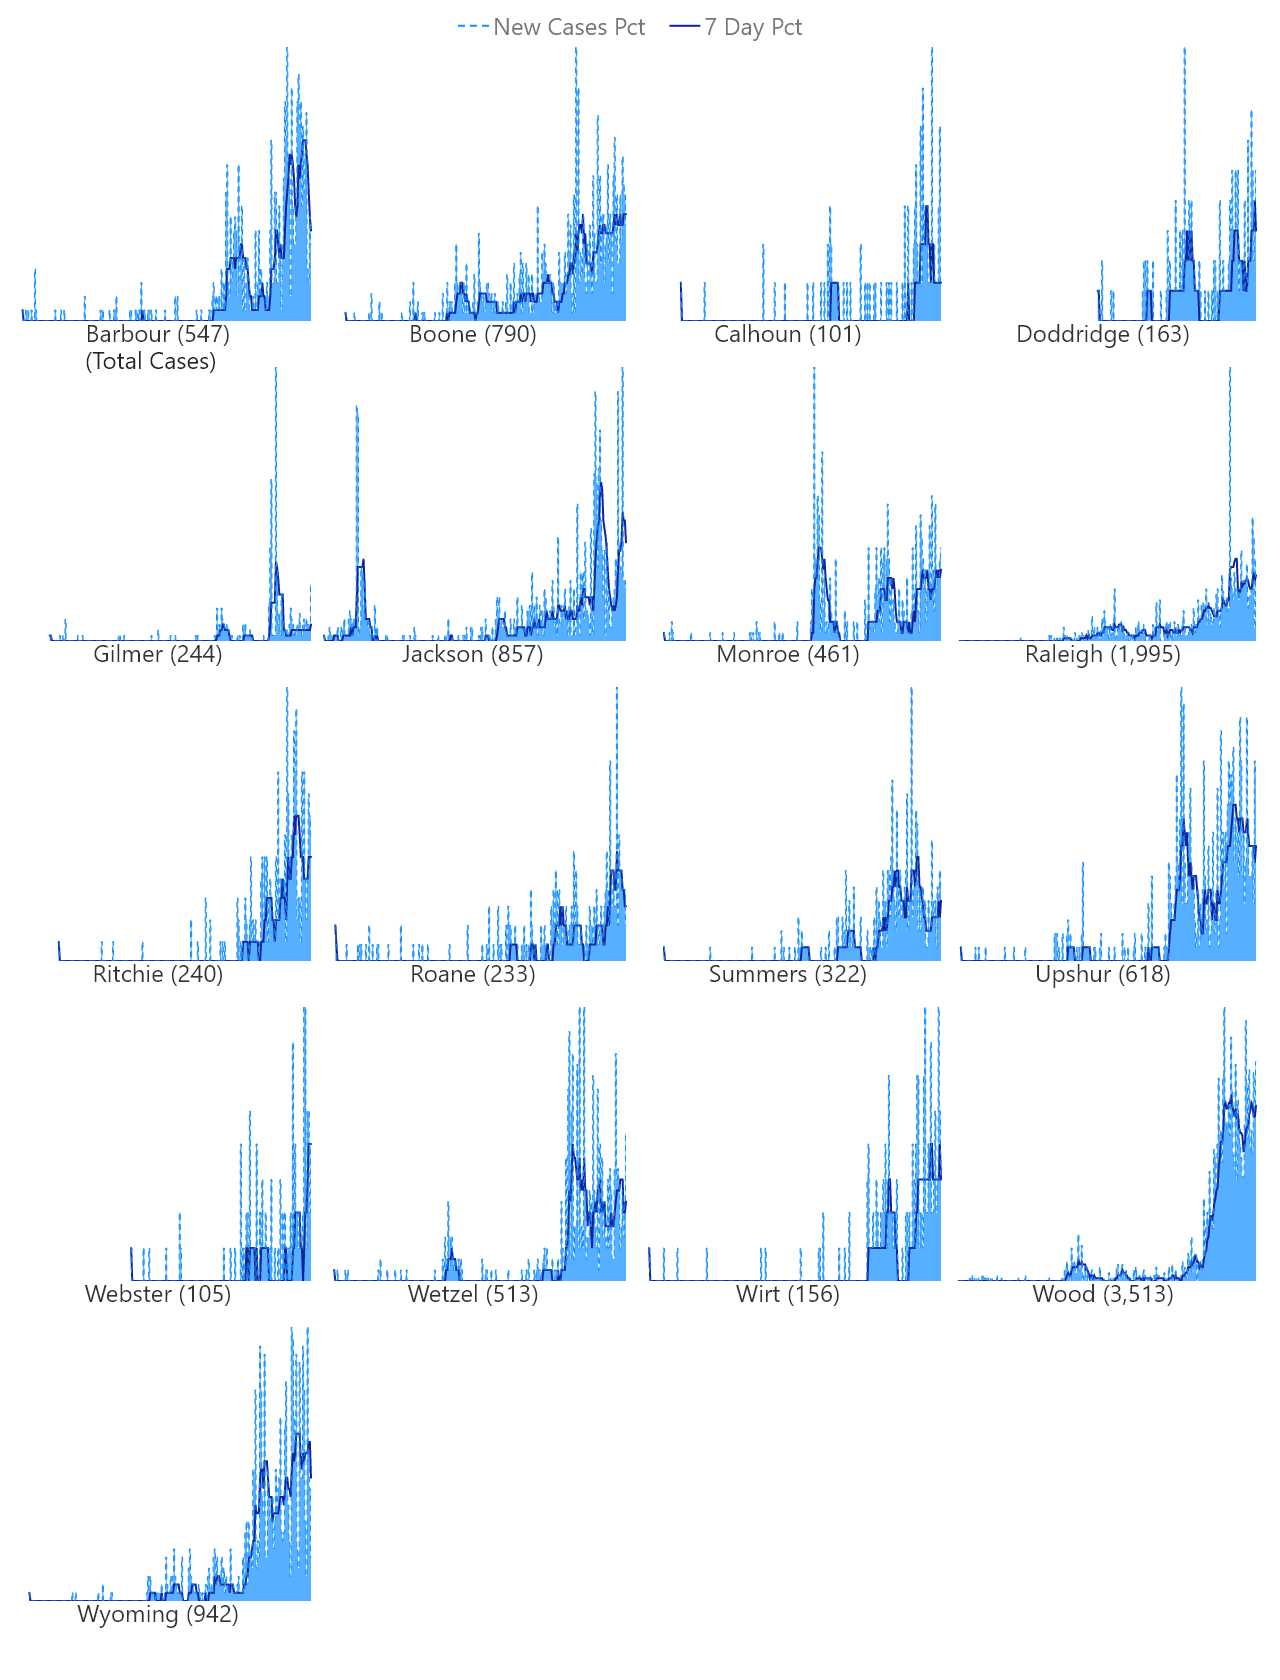 New Cases Pct 7 Day Pct
Barbour (547) Boone (790) Calhoun (101) Doddridge (163)
(Total Cases)
Gilmer (244) Jackson (857) Monroe (461) Raleigh (1,995)
Ritchie (240) Roane (233) Summers (322) Upshur (618)
Webster (105) Wetzel (513) Wirt (156) Wood (3,513)
Wyoming (942)